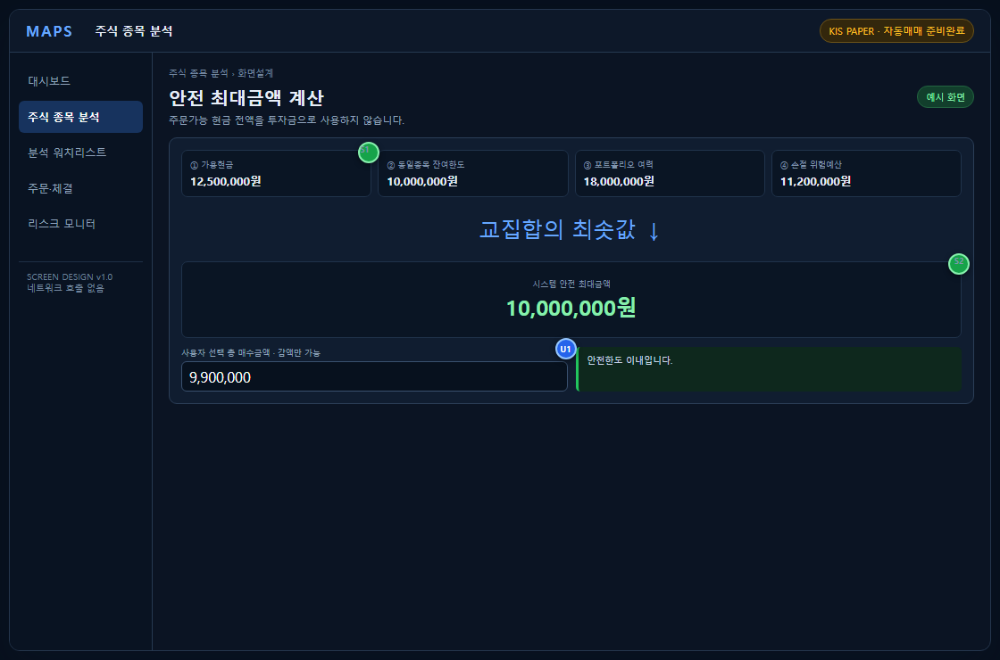 MAPS 주식 종목 분석
KIS PAPER · 자동매매 준비완료
대시보드
주식 종목 분석
분석 워치리스트
주문·체결
리스크 모니터
SCREEN DESIGN v1.0
네트워크 호출 없음
주식 종목 분석 › 화면설계
안전 최대금액 계산
예시 화면
주문가능 현금 전액을 투자금으로 사용하지 않습니다.
S1
① 가용현금
12,500,000원
② 동일종목 잔여한도
10,000,000원
③ 포트폴리오 여력
18,000,000원
④ 손절 위험예산
11,200,000원
교집합의 최솟값 ↓
S2
시스템 안전 최대금액
10,000,000원
사용자 선택 총 매수금액 · 감액만 가능
U1
9,900,000
안전한도 이내입니다.